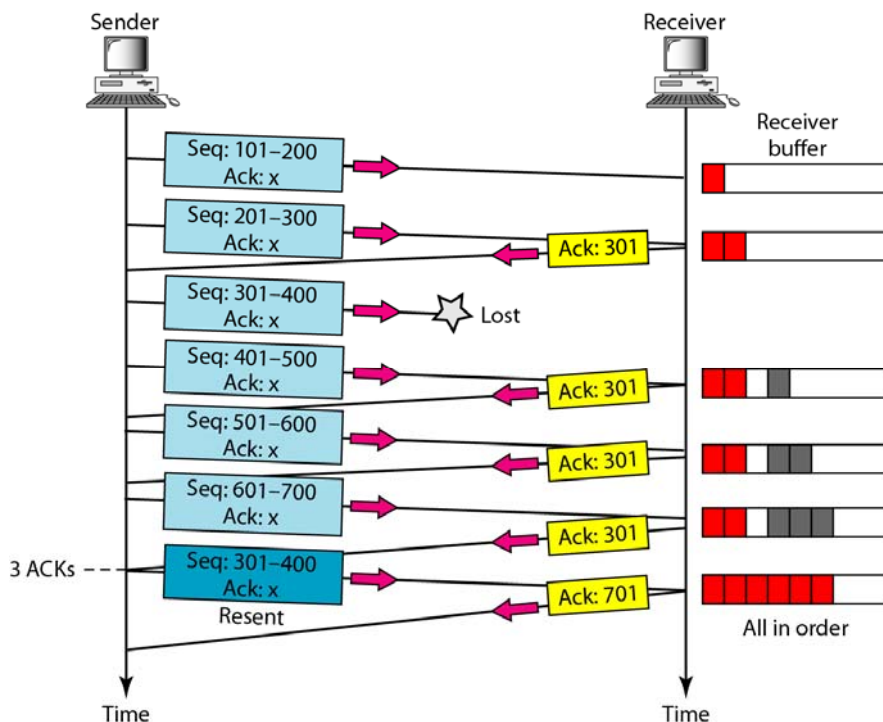 Sender
Receiver
Receiver
buffer
Seq: 101–200
Ack: x
Seq: 201–300
Ack: x
Ack: 301
Seq: 301–400
Ack: x
Lost
Seq: 401–500
Ack: x
Ack: 301
Seq: 501–600
Ack: x
Ack: 301
Seq: 601–700
Ack: x
Ack: 301
3 ACKs
Seq: 301–400
Ack: x
Resent
Ack: 701
All in order
Time
Time